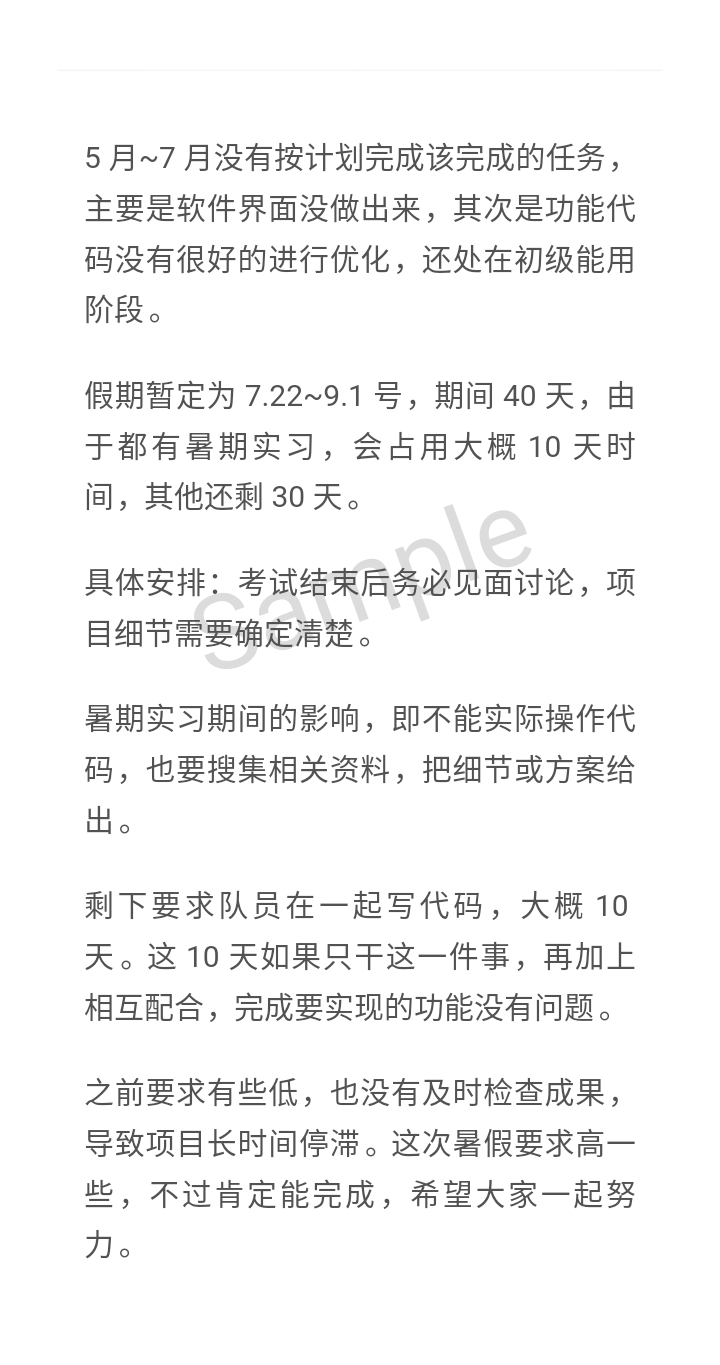 5 月~7 月没有按计划完成该完成的任务，
主要是软件界面没做出来，其次是功能代
码没有很好的进行优化，还处在初级能用
阶段。
假期暂定为 7.22~9.1 号，期间 40 天，由
于都有暑期实习，会占用大概 10 天时
间，其他还剩 30 天。
具体安排：考试结束后务必见面讨论，项
目细节需要确定清楚。
暑期实习期间的影响，即不能实际操作代
码，也要搜集相关资料，把细节或方案给
出。
剩下要求队员在一起写代码，大概 10
天。这 10 天如果只干这一件事，再加上
相互配合，完成要实现的功能没有问题。
之前要求有些低，也没有及时检查成果，
导致项目长时间停滞。这次暑假要求高一
些，不过肯定能完成，希望大家一起努
力。
Sample